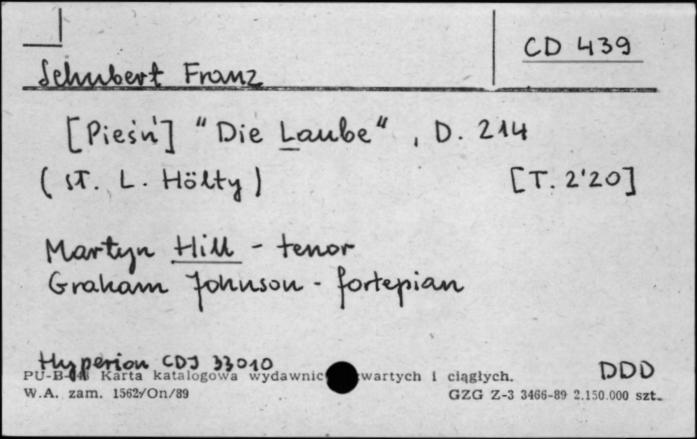 CD 439
Schubert Franz
[Pieśń] "Die Laube", D. 214
(sł. L. Hölty) [T. 2'20]
Martyn Hill - tenor
Graham Johnson - fortepian
Hyperion CDJ 33010 DDD
Karta katalogowa wydawnic wartych i ciągłych.
W.A. zam. 1562/On/89 GZG Z-3 3466-89 2.150.000 szt.